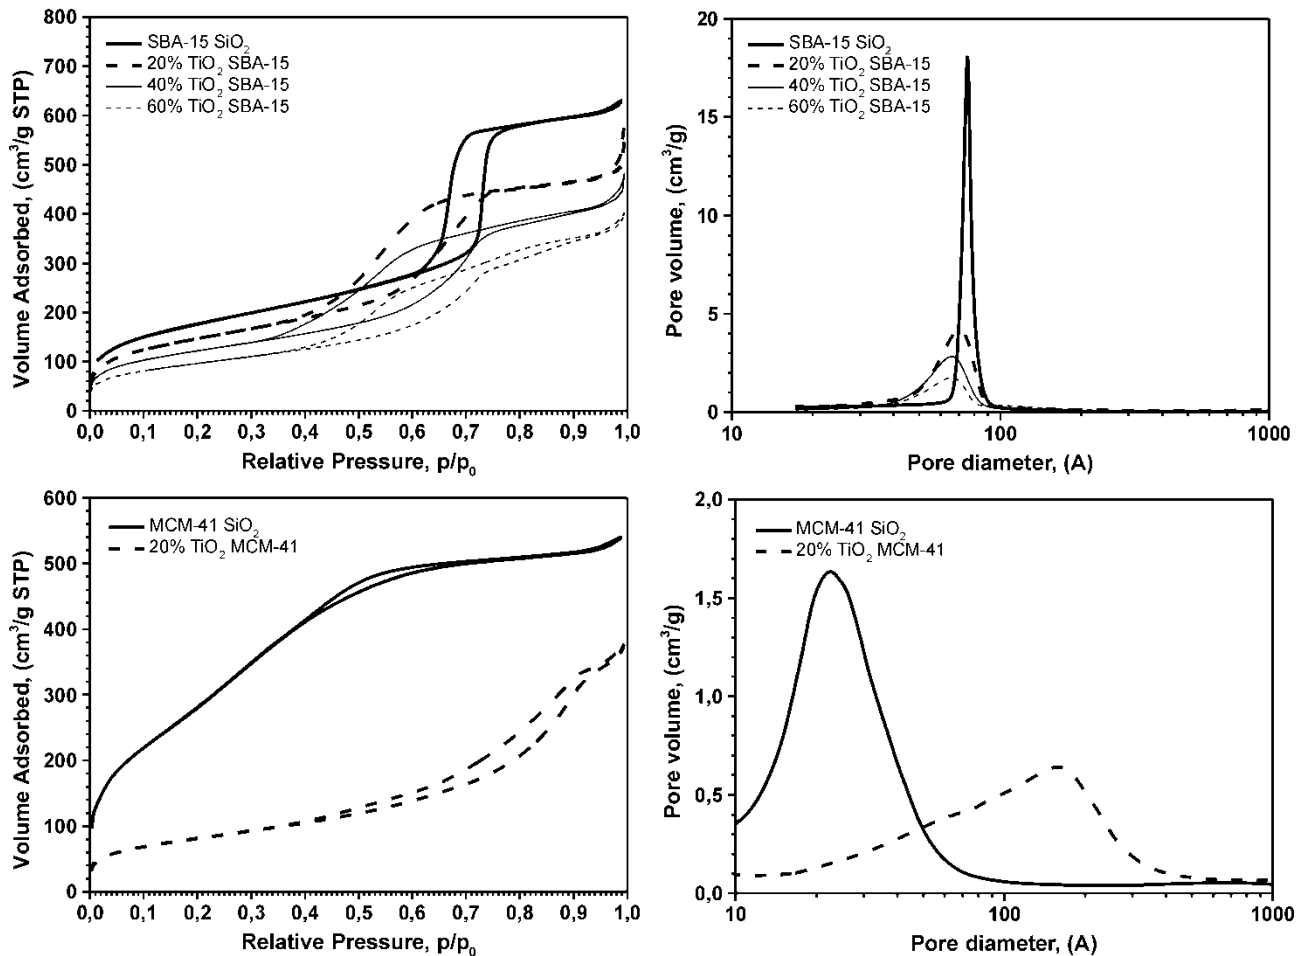 800
700
600
500
400
300
200
100
0
Volume Adsorbed, (cm³/g STP)
SBA-15 SiO₂
20% TiO₂ SBA-15
40% TiO₂ SBA-15
60% TiO₂ SBA-15
0,0 0,1 0,2 0,3 0,4 0,5 0,6 0,7 0,8 0,9 1,0
Relative Pressure, p/p₀
20
15
10
5
0
Pore volume, (cm³/g)
SBA-15 SiO₂
20% TiO₂ SBA-15
40% TiO₂ SBA-15
60% TiO₂ SBA-15
10 100 1000
Pore diameter, (A)
600
500
400
300
200
100
0
Volume Adsorbed, (cm³/g STP)
MCM-41 SiO₂
20% TiO₂ MCM-41
0,0 0,1 0,2 0,3 0,4 0,5 0,6 0,7 0,8 0,9 1,0
Relative Pressure, p/p₀
2,0
1,5
1,0
0,5
0,0
Pore volume, (cm³/g)
MCM-41 SiO₂
20% TiO₂ MCM-41
10 100 1000
Pore diameter, (A)